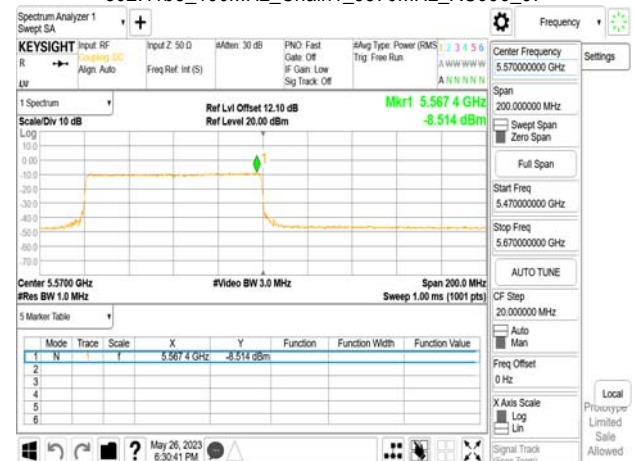 Spectrum Analyzer 1
Swept SA
Frequency
KEYSIGHT
Input: RF
Coupling: DC
Align: Auto
Input Z: 50 Ω
Freq Ref: Int (S)
#Atten: 30 dB
PNO: Fast
Gate: Off
IF Gain: Low
Sig Track: Off
#Avg Type: Power (RMS
Trig: Free Run
1 2 3 4 5 6
A W W W W W
A N N N N N
R
Center Frequency
5.570000000 GHz
Settings
Span
200.000000 MHz
Swept Span
Zero Span
Full Span
Start Freq
5.470000000 GHz
Stop Freq
5.670000000 GHz
AUTO TUNE
CF Step
20.000000 MHz
Auto
Man
Freq Offset
0 Hz
X Axis Scale
Log
Lin
Signal Track
Local
Prototype
Limited
Sale
Allowed
1 Spectrum
Scale/Div 10 dB
Ref Lvl Offset 12.10 dB
Ref Level 20.00 dBm
Mkr1 5.567 4 GHz
-8.514 dBm
Log
10.0
0.00
-10.0
-20.0
-30.0
-40.0
-50.0
-60.0
-70.0
1
Center 5.5700 GHz
#Res BW 1.0 MHz
#Video BW 3.0 MHz
Span 200.0 MHz
Sweep 1.00 ms (1001 pts)
5 Marker Table
Mode Trace Scale X Y Function Function Width Function Value
1 N 1 f 5.567 4 GHz -8.514 dBm
2
3
4
5
6
May 26, 2023
6:30:41 PM